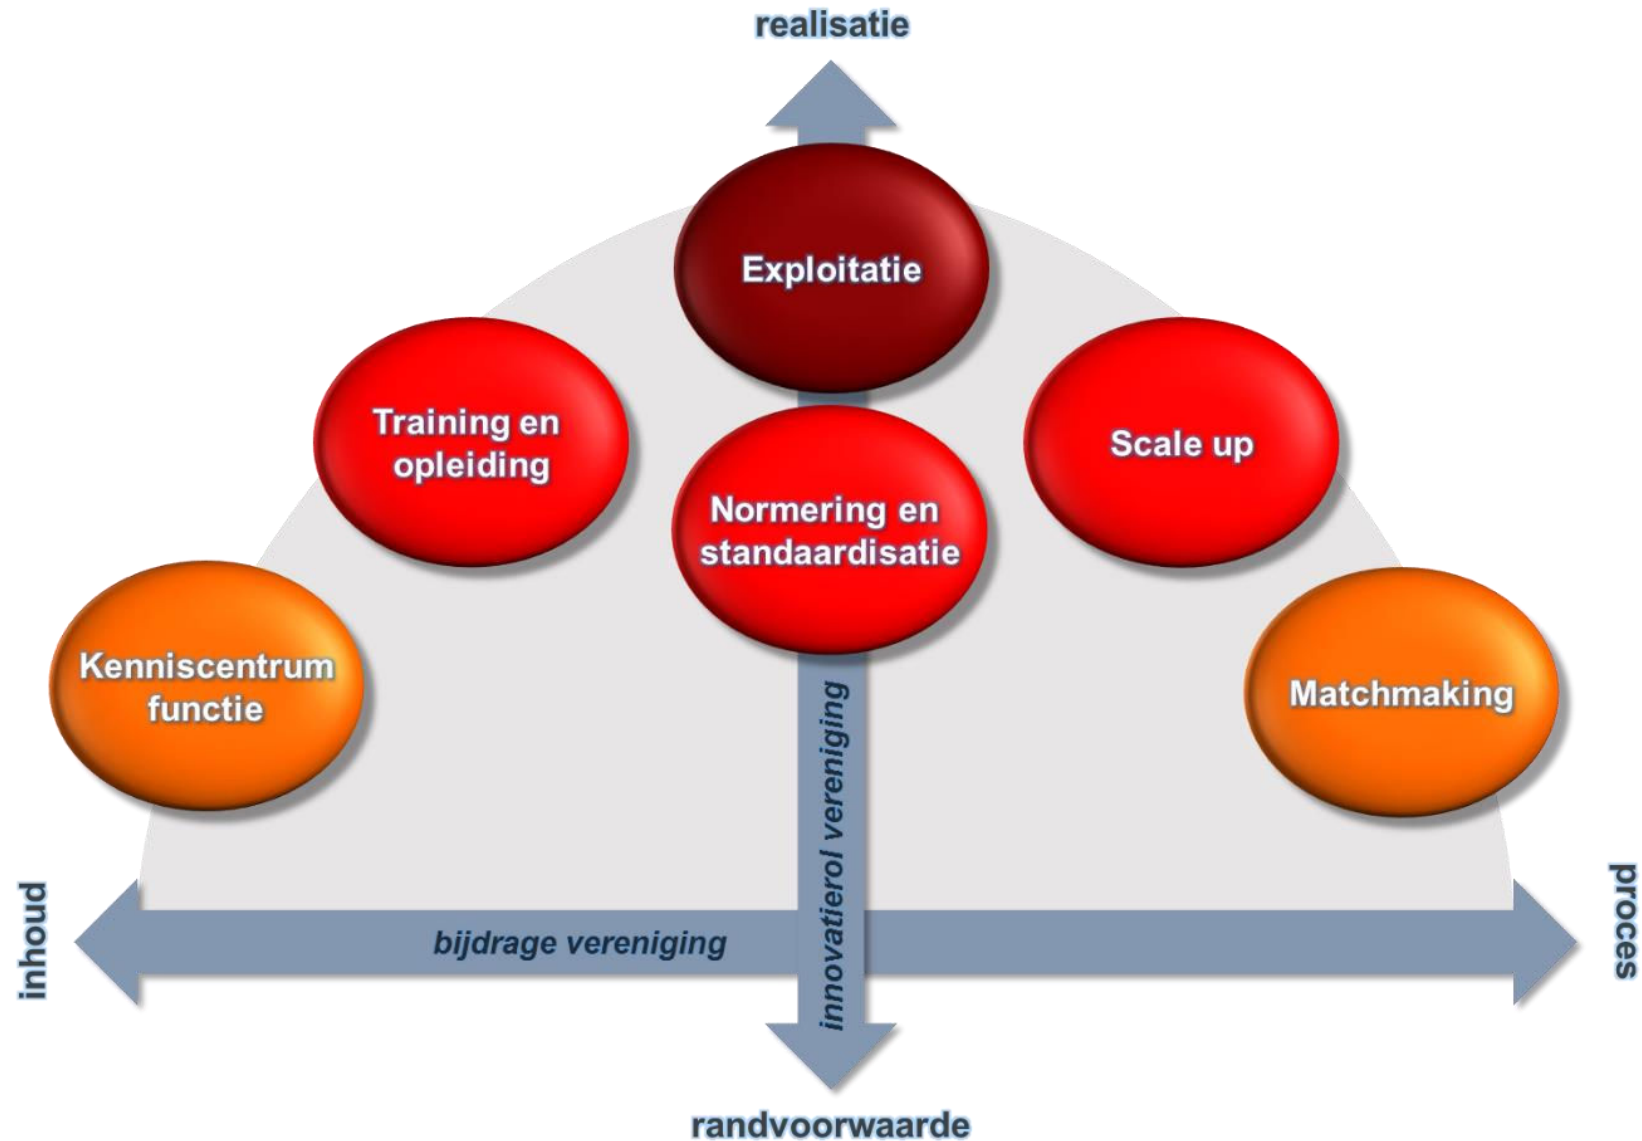 realisatie
Exploitatie
Training en
opleiding
Scale up
Normering en
standaardisatie
Kenniscentrum
functie
Matchmaking
innovatierol vereniging
inhoud
bijdrage vereniging
proces
randvoorwaarde